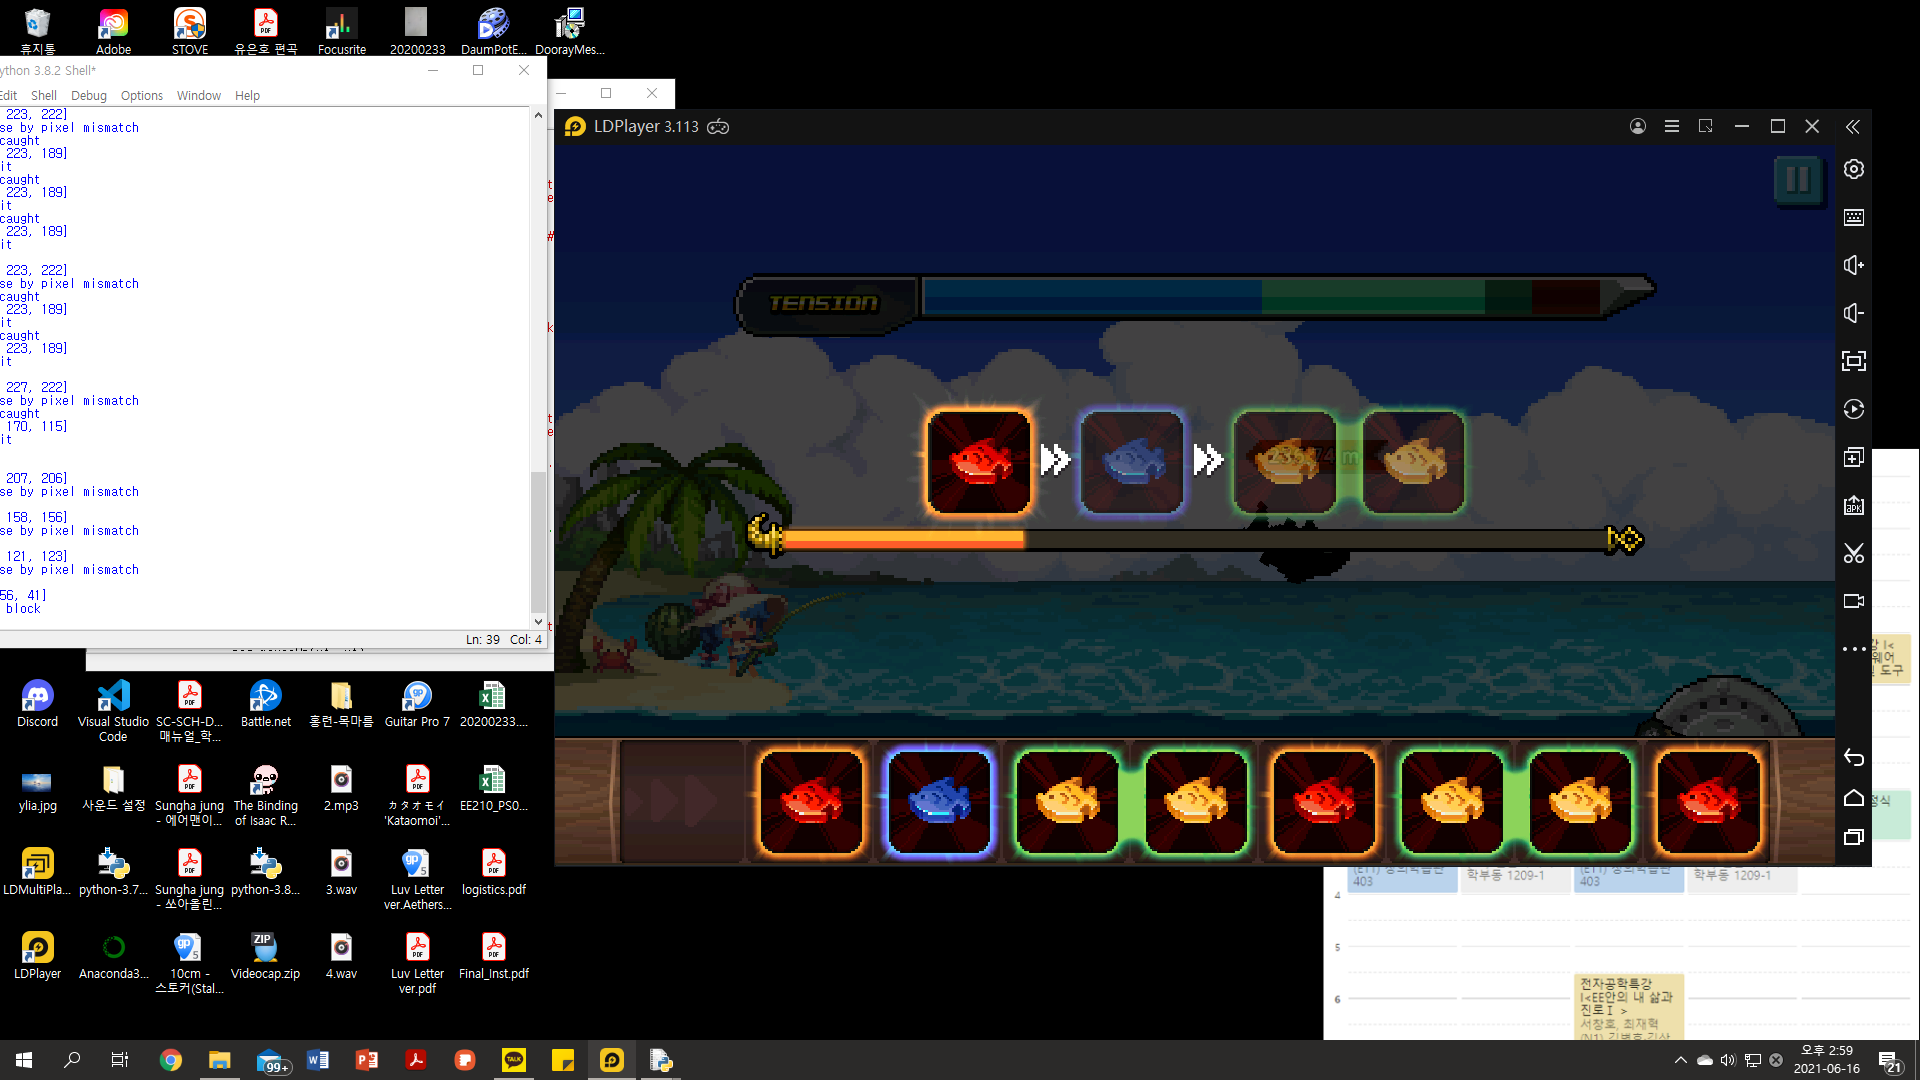 휴지통
Adobe
STOVE
유은호 편곡
Focusrite
20200233
DaumPotE...
DoorayMes...
ython 3.8.2 Shell*
Edit Shell Debug Options Window Help
223, 222]
se by pixel mismatch
caught
223, 189]
it
caught
223, 189]
it
caught
223, 189]
it
223, 222]
se by pixel mismatch
caught
223, 189]
it
caught
223, 189]
it
227, 222]
se by pixel mismatch
caught
170, 115]
it
207, 206]
se by pixel mismatch
158, 156]
se by pixel mismatch
121, 123]
se by pixel mismatch
56, 41]
block
Ln: 39 Col: 4
LDPlayer 3.113
TENSION
Discord
Visual Studio
Code
SC-SCH-D...
매뉴얼_학...
Battle.net
홍련-목마름
Guitar Pro 7
20200233....
ylia.jpg
사운드 설정
Sungha jung
- 에어맨이...
The Binding
of Isaac R...
2.mp3
カタオモイ
'Kataomoi'...
EE210_PS0...
LDMultiPla...
python-3.7...
Sungha jung
- 쏘아올린...
python-3.8...
3.wav
Luv Letter
ver.Aethers...
logistics.pdf
LDPlayer
Anaconda3...
10cm -
스토커(Stal...
Videocap.zip
4.wav
Luv Letter
ver.pdf
Final_Inst.pdf
웨어
도구
정식
403
학부동 1209-1
403
학부동 1209-1
4
5
6
전자공학특강
I<EE안의 내 삶과
진로 I >
서창호, 최재혁
99+
TALK
오후 2:59
2021-06-16
21